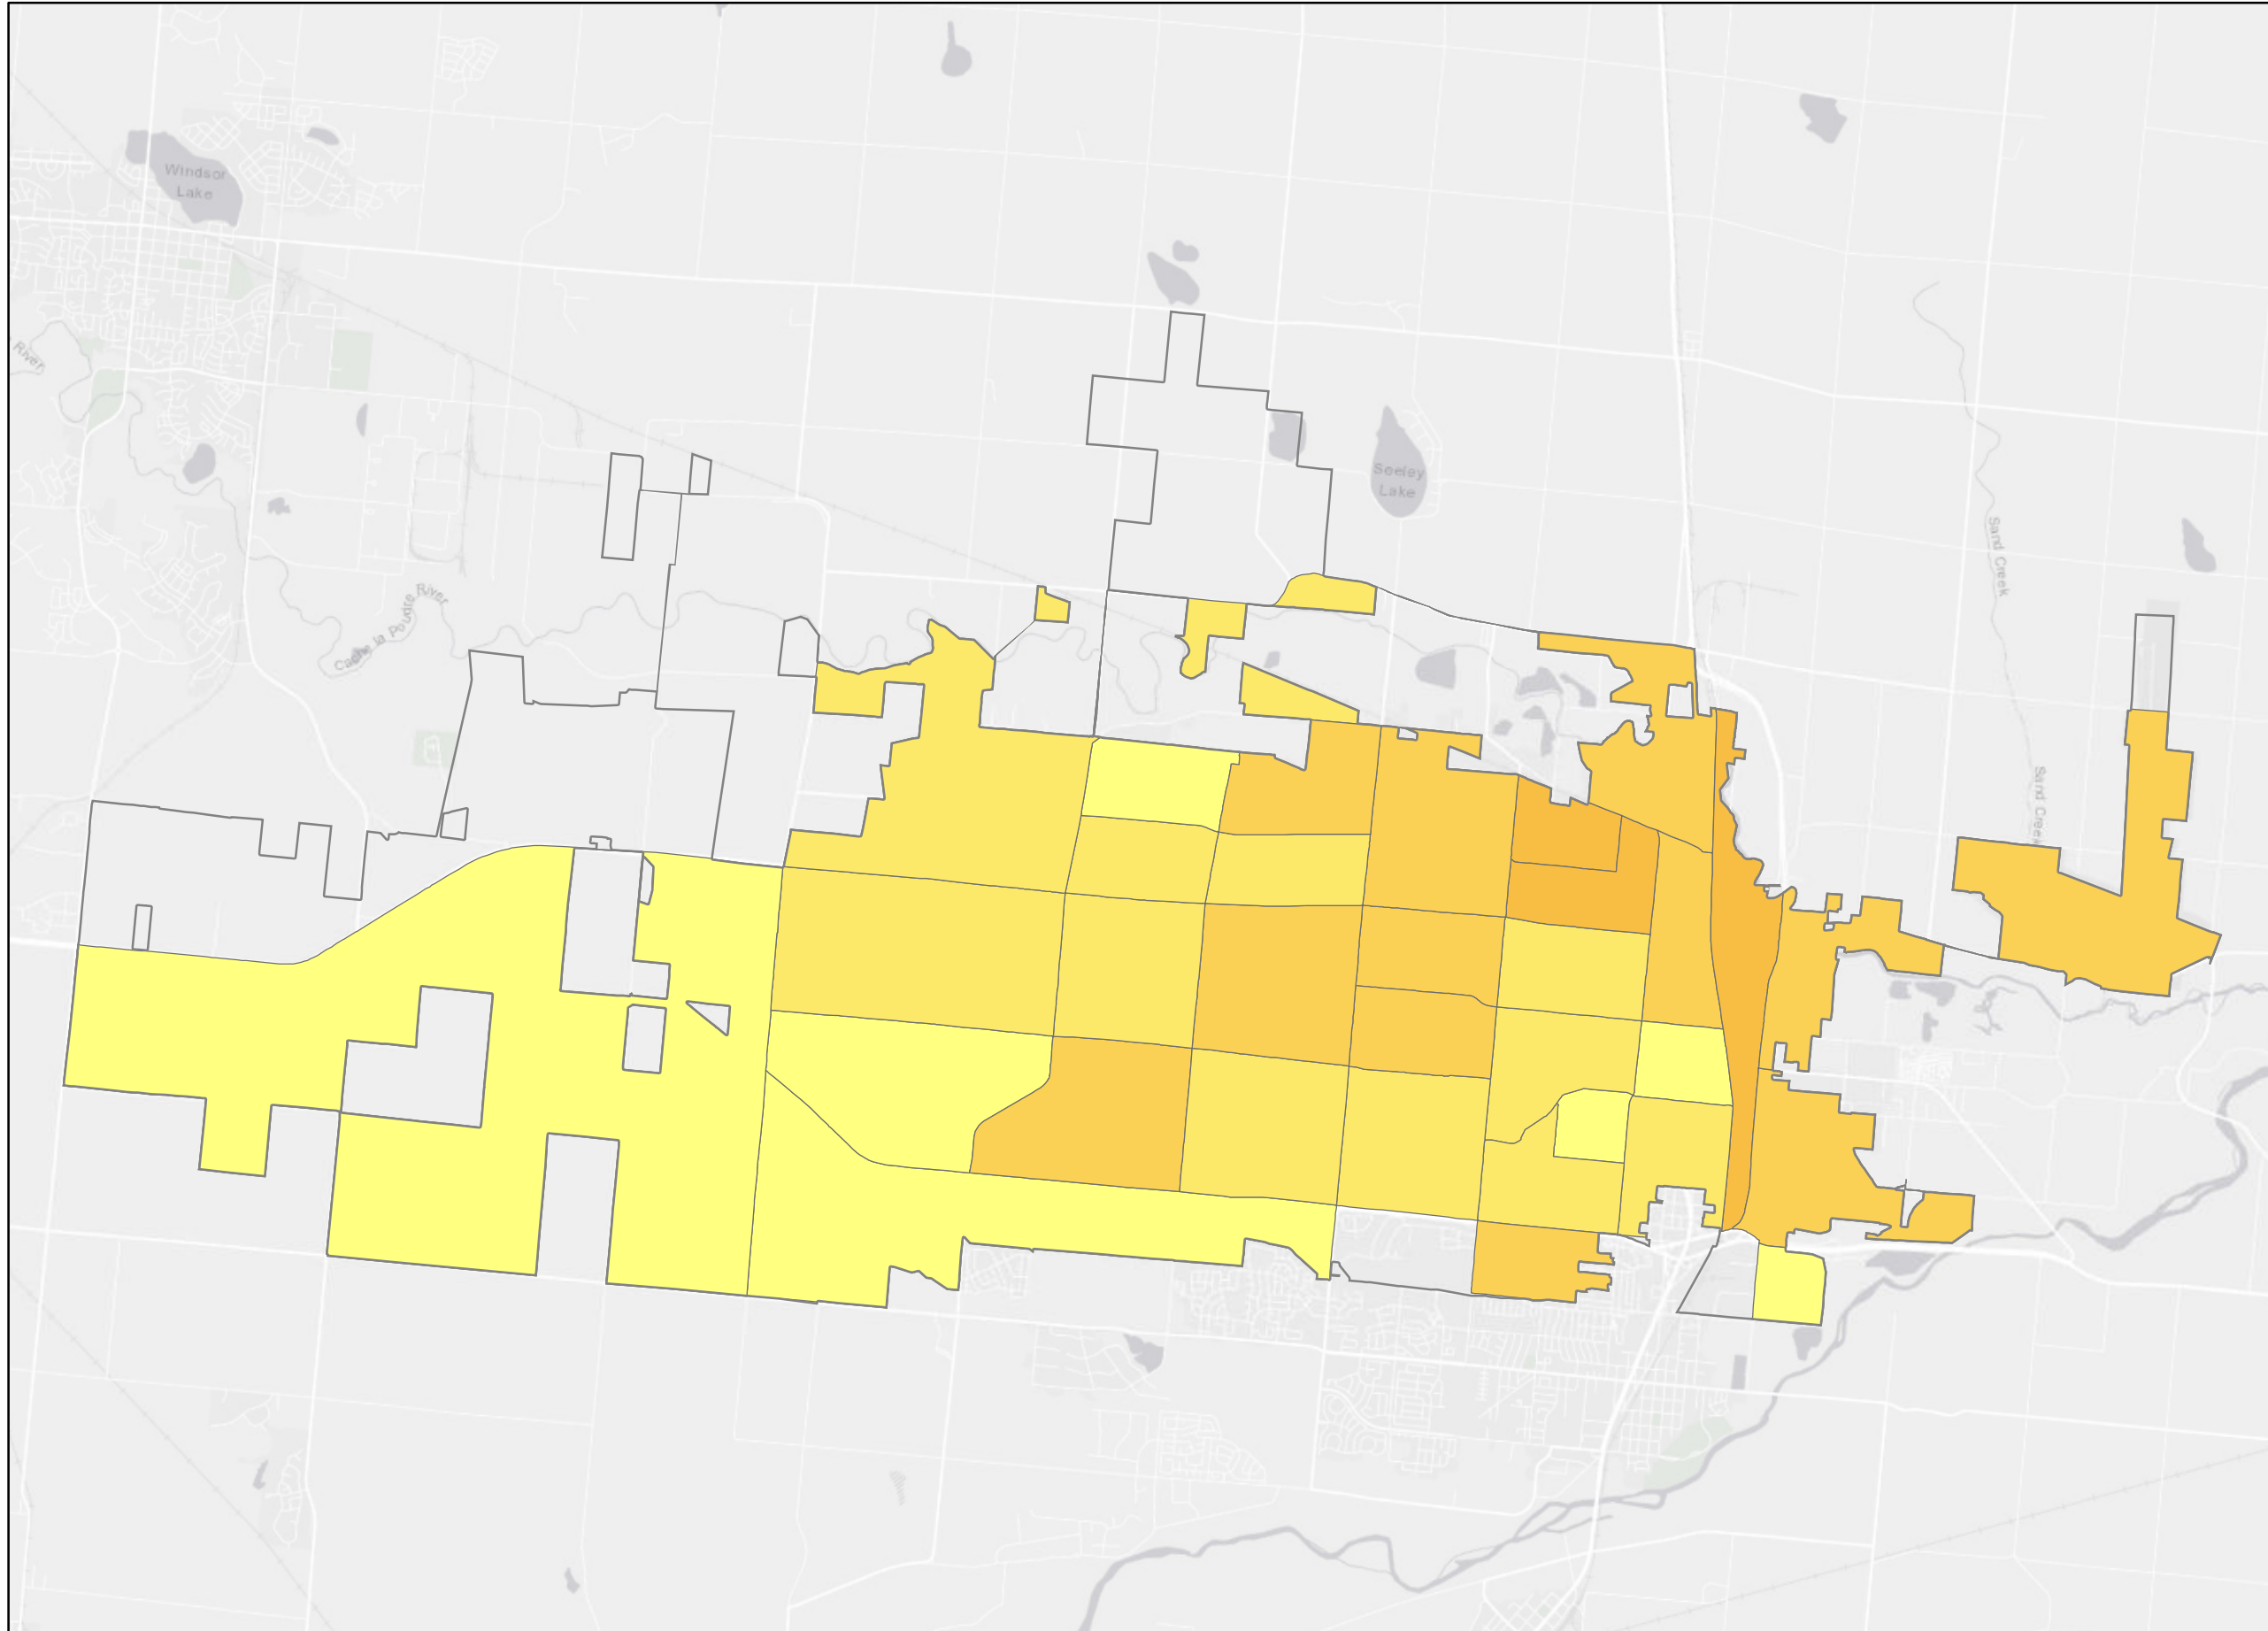 Windsor
Lake
River
Seeley
Lake
Sand Creek
Cache la Poudre River
Sand Creek